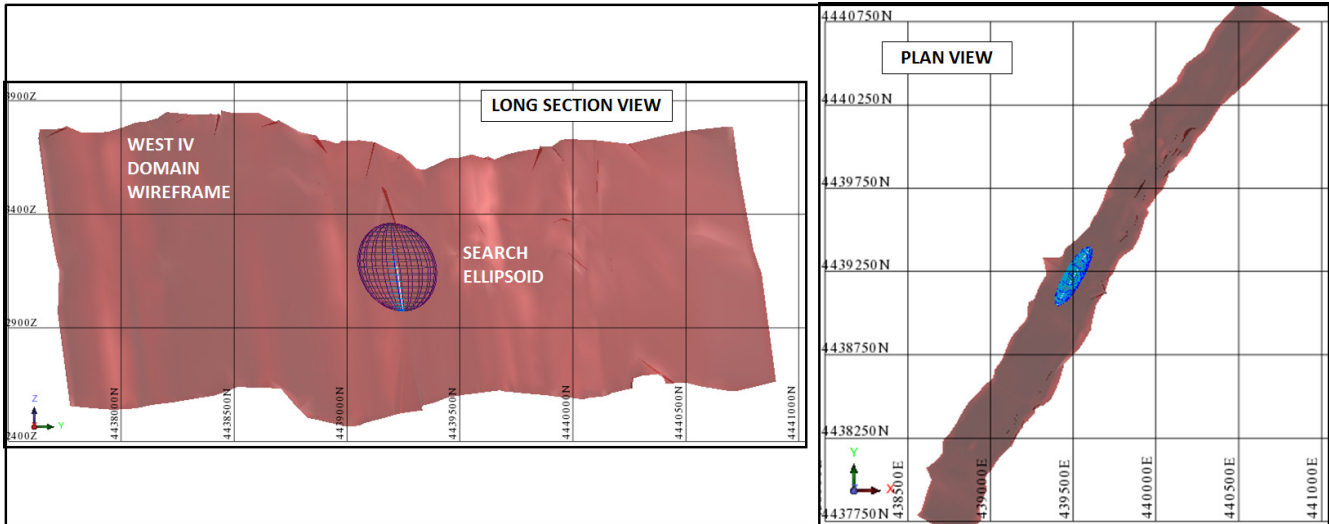 LONG SECTION VIEW
3900Z
WEST IV
DOMAIN
WIREFRAME
3400Z
SEARCH
ELLIPSOID
2900Z
2400Z
Z
Y
4438000N
4438500N
4439000N
4439500N
4440000N
4440500N
4441000N
PLAN VIEW
4440750N
4440250N
4439750N
4439250N
4438750N
4438250N
4437750N
Y
X
438500E
439000E
439500E
440000E
440500E
441000E